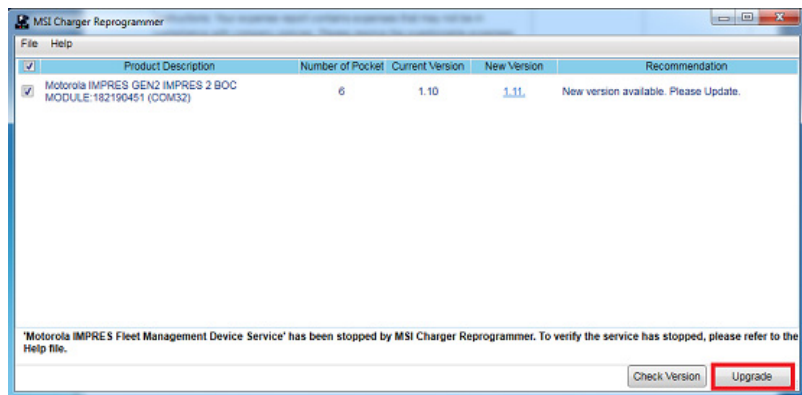 MSI Charger Reprogrammer
File Help
Product Description Number of Pocket Current Version New Version Recommendation
Motorola IMPRES GEN2 IMPRES 2 BOC
MODULE:182190451 (COM32) 6 1.10 1.11. New version available. Please Update.
'Motorola IMPRES Fleet Management Device Service' has been stopped by MSI Charger Reprogrammer. To verify the service has stopped, please refer to the
Help file.
Check Version Upgrade